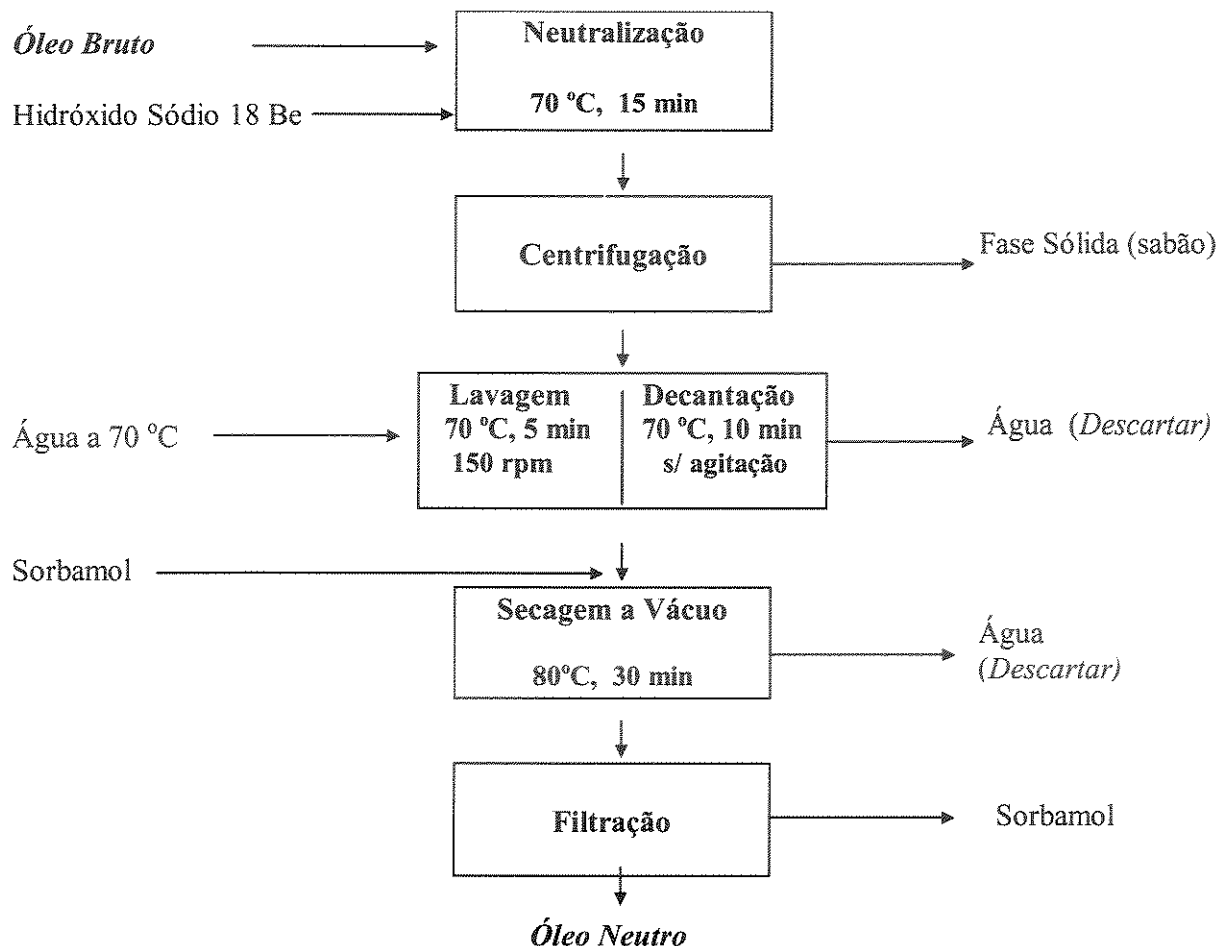 Óleo Bruto
Neutralização
70 ºC, 15 min
Hidróxido Sódio 18 Be
Centrifugação
Fase Sólida (sabão)
Água a 70 ºC
Lavagem
70 ºC, 5 min
150 rpm
Decantação
70 ºC, 10 min
s/ agitação
Água (Descartar)
Sorbamol
Secagem a Vácuo
80ºC, 30 min
Água
(Descartar)
Filtração
Sorbamol
Óleo Neutro